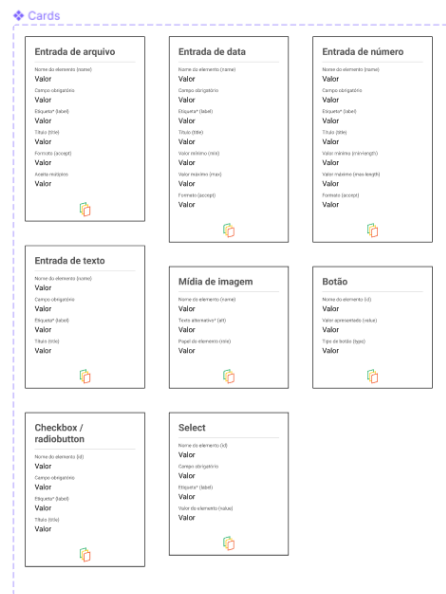 Cards
Entrada de arquivo
Nome do elemento (name)
Valor
Campo obrigatório
Valor
Etiqueta* (label)
Valor
Título (title)
Valor
Formato (accept)
Valor
Aceita múltiplos
Valor
Entrada de data
Nome do elemento (name)
Valor
Campo obrigatório
Valor
Etiqueta* (label)
Valor
Título (title)
Valor
Valor mínimo (min)
Valor
Valor máximo (max)
Valor
Formato (accept)
Valor
Entrada de número
Nome do elemento (name)
Valor
Campo obrigatório
Valor
Etiqueta* (label)
Valor
Título (title)
Valor
Valor mínimo (min-length)
Valor
Valor máximo (max-length)
Valor
Formato (accept)
Valor
Entrada de texto
Nome do elemento (name)
Valor
Campo obrigatório
Valor
Etiqueta* (label)
Valor
Título (title)
Valor
Mídia de imagem
Nome do elemento (name)
Valor
Texto alternativo* (alt)
Valor
Papel do elemento (role)
Valor
Botão
Nome do elemento (id)
Valor
Valor apresentado (value)
Valor
Tipo de botão (type)
Valor
Checkbox /
radiobutton
Nome do elemento (id)
Valor
Campo obrigatório
Valor
Etiqueta* (label)
Valor
Título (title)
Valor
Select
Nome do elemento (id)
Valor
Campo obrigatório
Valor
Etiqueta* (label)
Valor
Valor do elemento (value)
Valor